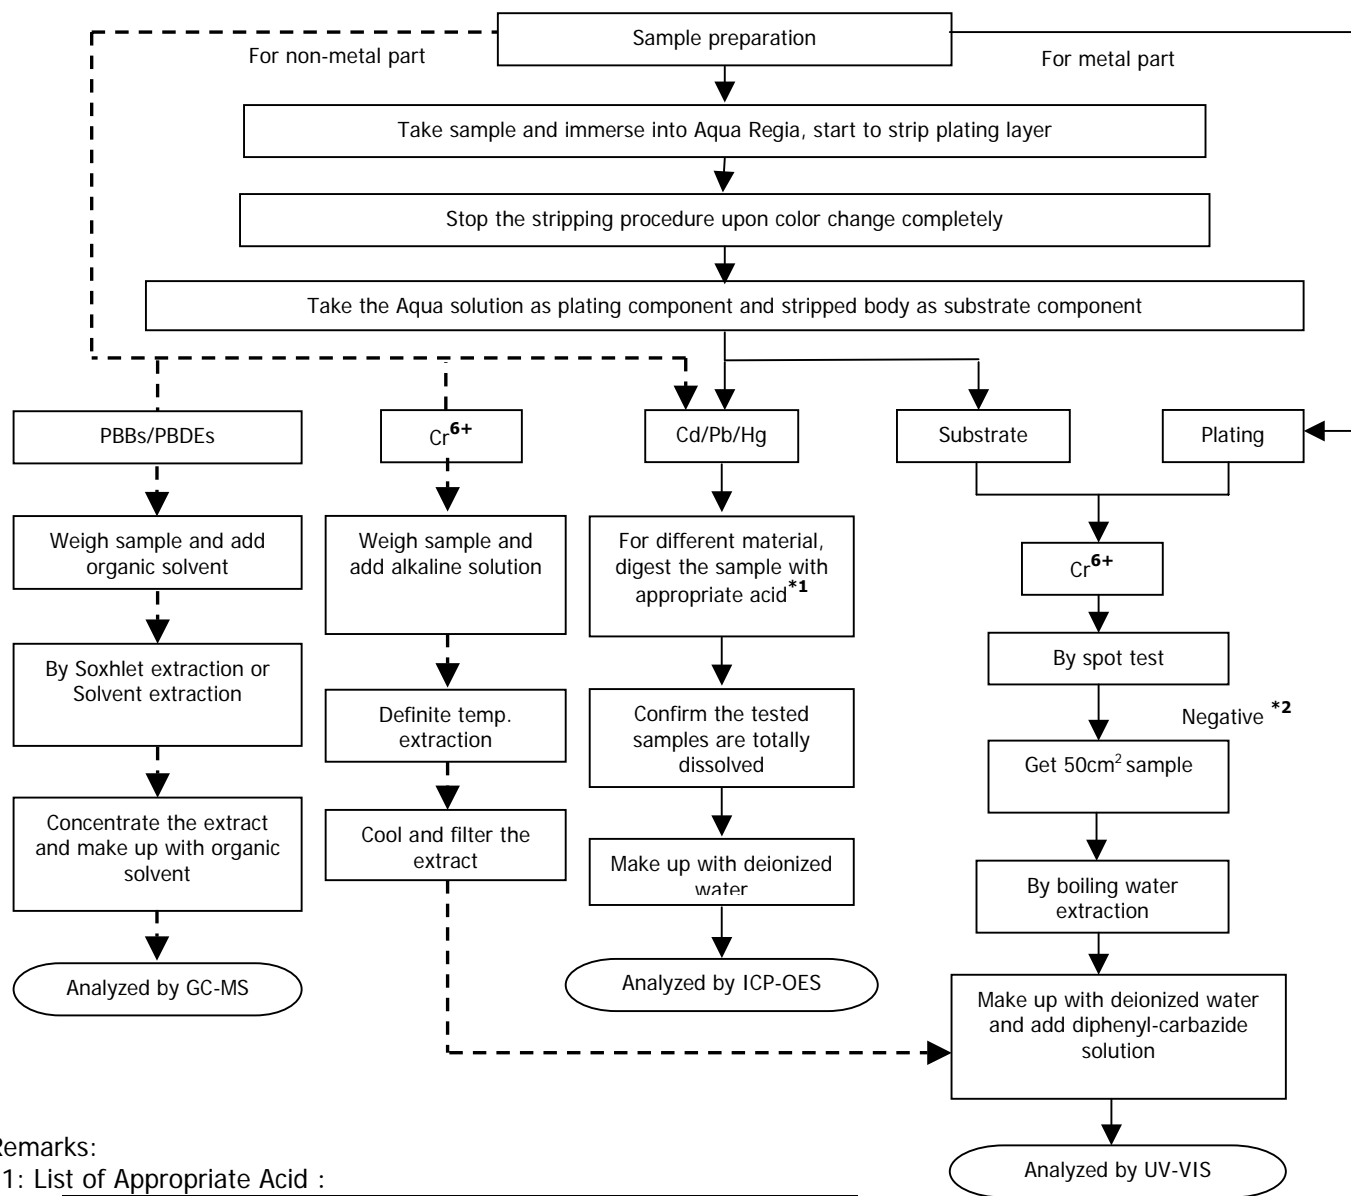 Sample preparation
For non-metal part
For metal part
Take sample and immerse into Aqua Regia, start to strip plating layer
Stop the stripping procedure upon color change completely
Take the Aqua solution as plating component and stripped body as substrate component
PBBs/PBDEs
Cr6+
Cd/Pb/Hg
Substrate
Plating
Weigh sample and add
organic solvent
Weigh sample and
add alkaline solution
For different material,
digest the sample with
appropriate acid*1
Cr6+
By Soxhlet extraction or
Solvent extraction
Definite temp.
extraction
Confirm the tested
samples are totally
dissolved
By spot test
Negative *2
Get 50cm2 sample
Concentrate the extract
and make up with organic
solvent
Cool and filter the
extract
Make up with deionized
water
By boiling water
extraction
Analyzed by GC-MS
Analyzed by ICP-OES
Make up with deionized water
and add diphenyl-carbazide
solution
Analyzed by UV-VIS
Remarks:
1: List of Appropriate Acid :